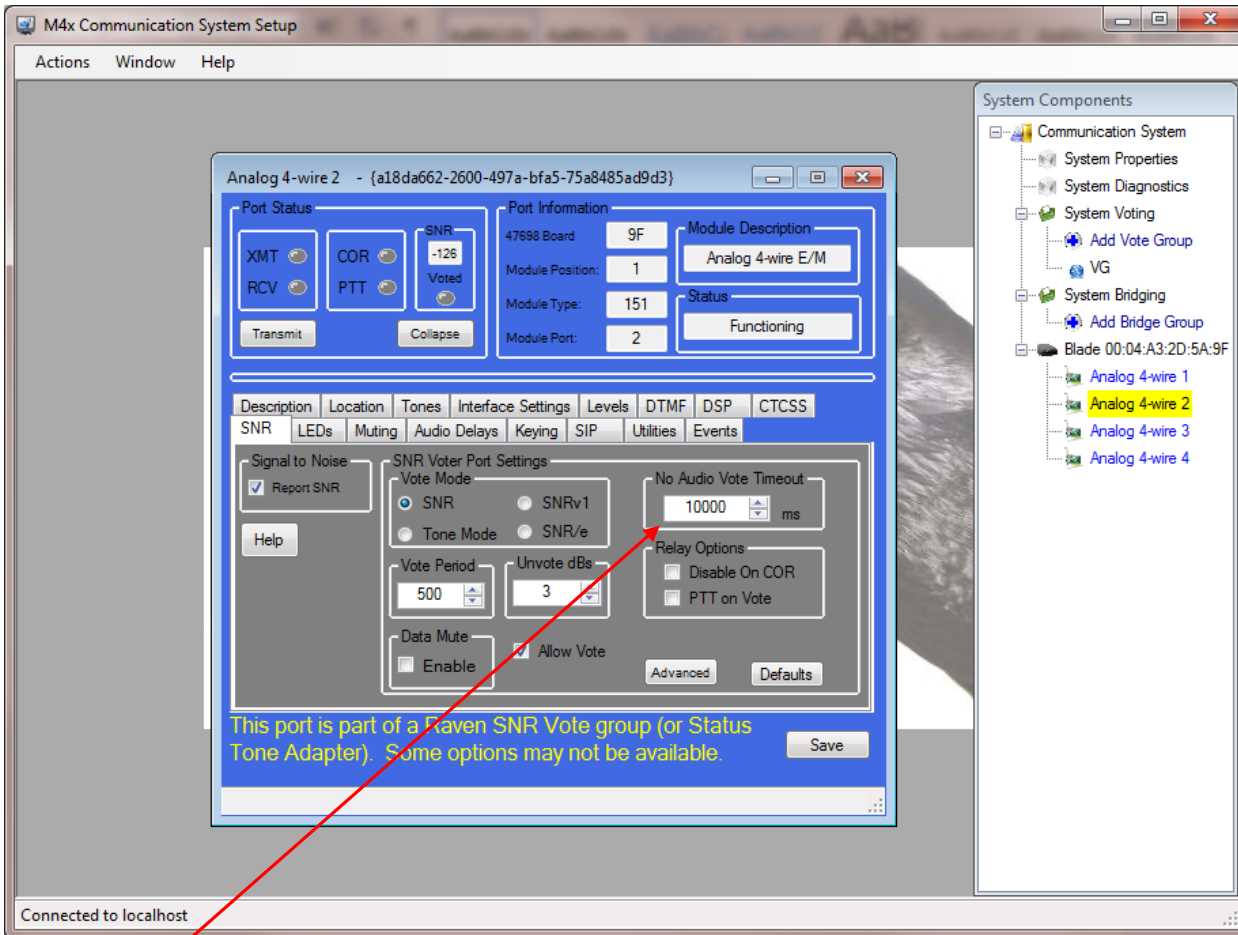 M4x Communication System Setup
Actions Window Help
Analog 4-wire 2 - {a18da662-2600-497a-bfa5-75a8485ad9d3}
Port Status
XMT
RCV
COR
PTT
SNR
-126
Voted
Transmit
Collapse
Port Information
47698 Board 9F
Module Position: 1
Module Type: 151
Module Port: 2
Module Description
Analog 4-wire E/M
Status
Functioning
Description Location Tones Interface Settings Levels DTMF DSP CTCSS
SNR LEDs Muting Audio Delays Keying SIP Utilities Events
Signal to Noise
Report SNR
Help
SNR Voter Port Settings
Vote Mode
SNR SNRv1
Tone Mode SNR/e
Vote Period
500
Unvote dBs
3
Data Mute
Enable
Allow Vote
No Audio Vote Timeout
10000 ms
Relay Options
Disable On COR
PTT on Vote
Advanced
Defaults
This port is part of a Raven SNR Vote group (or Status
Tone Adapter). Some options may not be available.
Save
System Components
Communication System
System Properties
System Diagnostics
System Voting
Add Vote Group
VG
System Bridging
Add Bridge Group
Blade 00:04:A3:2D:5A:9F
Analog 4-wire 1
Analog 4-wire 2
Analog 4-wire 3
Analog 4-wire 4
Connected to localhost